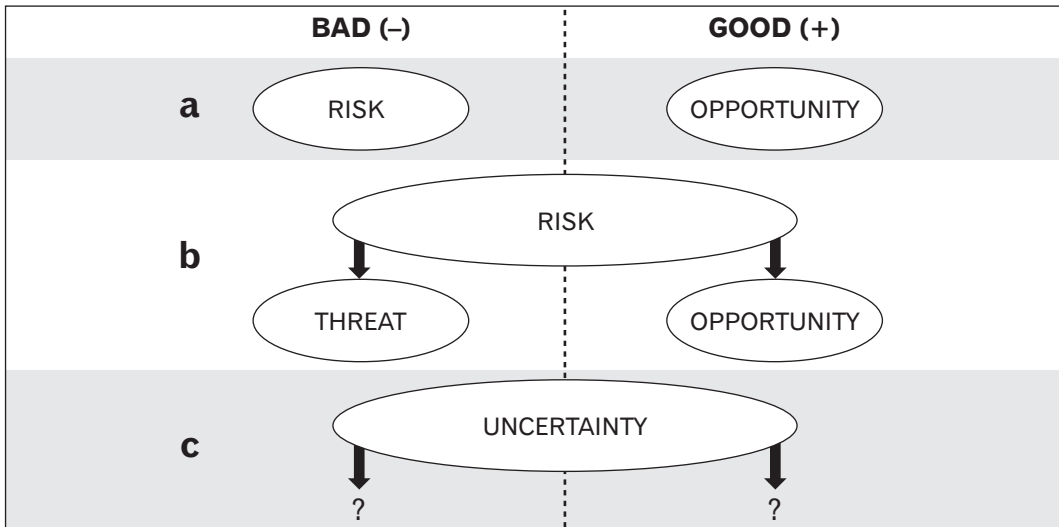 BAD (–) GOOD (+)
a RISK OPPORTUNITY
RISK
b
THREAT OPPORTUNITY
UNCERTAINTY
c
? ?